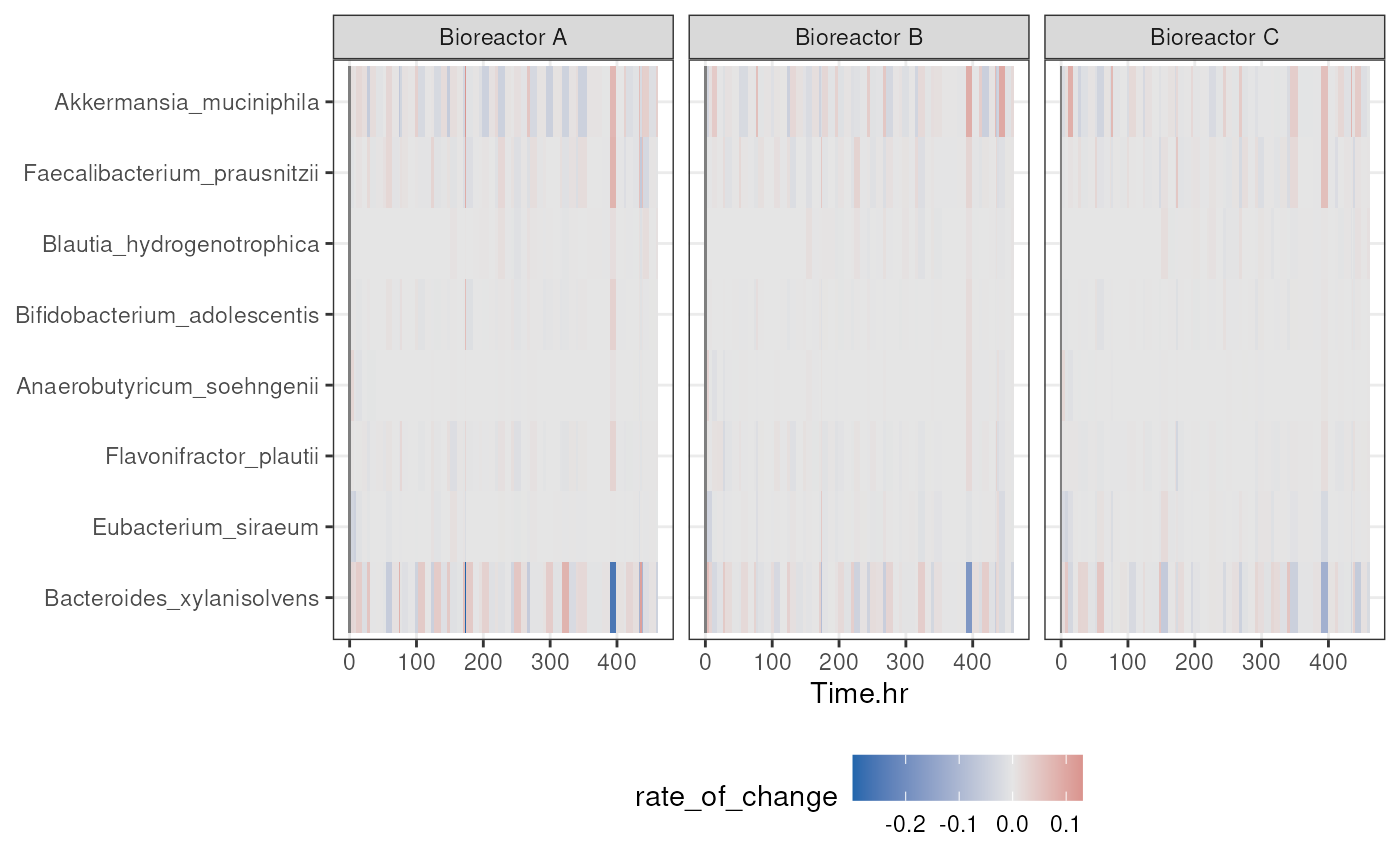 Bioreactor A Bioreactor B Bioreactor C
Akkermansia_muciniphila
Faecalibacterium_prausnitzii
Blautia_hydrogenotrophica
Bifidobacterium_adolescentis
Anaerobutyricum_soehngenii
Flavonifractor_plautii
Eubacterium_siraeum
Bacteroides_xylanisolvens
0 100 200 300 400 0 100 200 300 400 0 100 200 300 400
Time.hr
rate_of_change
-0.2 -0.1 0.0 0.1